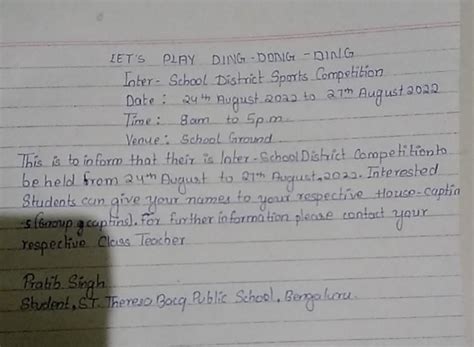 LET'S PLAY DING-DONG-DING
Inter-School District Sports Competition
Date: 24th August 2022 to 27th August 2022
Time: 8am to 5p.m.
Venue: School Ground
This is to inform that their is Inter-School District Competition to
be held from 24th August to 27th August, 2022. Interested
Students can give your names to your respective House-captin
-s (Group captins). For further information please contact your
respective Class Teacher
Pratib Singh
Student, ST. Theresa Bocq Public School, Bengaluru.